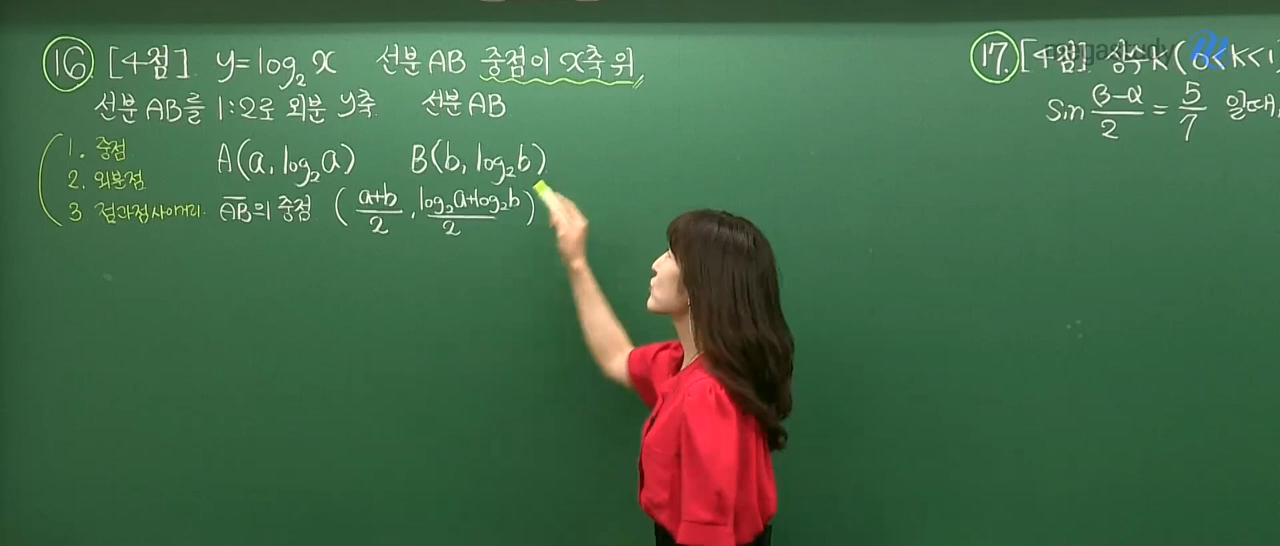 16. [4점] y=log₂x 선분 AB 중점이 x축 위
선분 AB를 1:2로 외분 y축 선분 AB
1. 중점
2. 외분점
3 점과점사이거리.
A(a, log₂a) B(b, log₂b)
AB의 중점 ( a+b/2 , log₂a+log₂b/2 )
17. [4점] 상수 k (0<k<1)
Sin β-α/2 = 5/7 일때,
megastudy